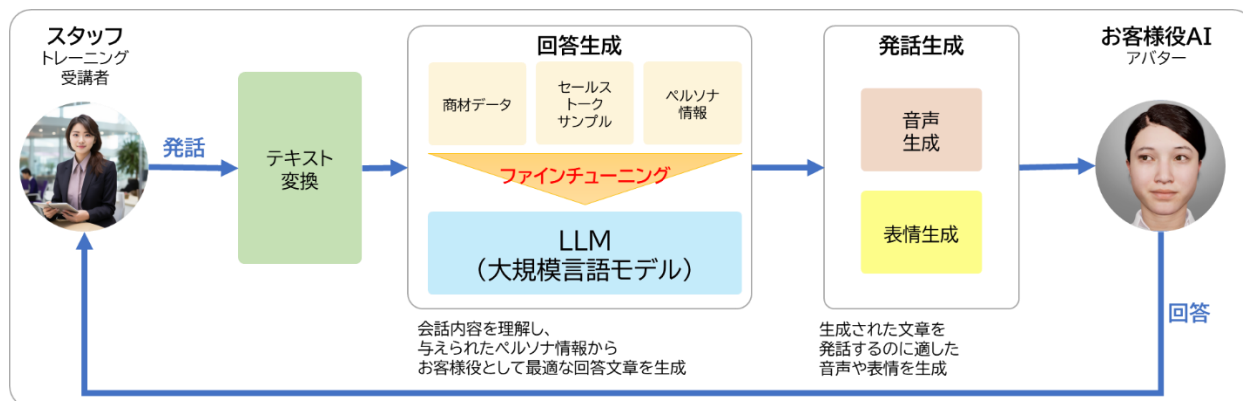 スタッフ
トレーニング
受講者
発話
テキスト
変換
回答生成
商材データ
セールス
トーク
サンプル
ペルソナ
情報
ファインチューニング
LLM
（大規模言語モデル）
会話内容を理解し、
与えられたペルソナ情報から
お客様役として最適な回答文章を生成
発話生成
音声
生成
表情生成
生成された文章を
発話するのに適した
音声や表情を生成
お客様役AI
アバター
回答